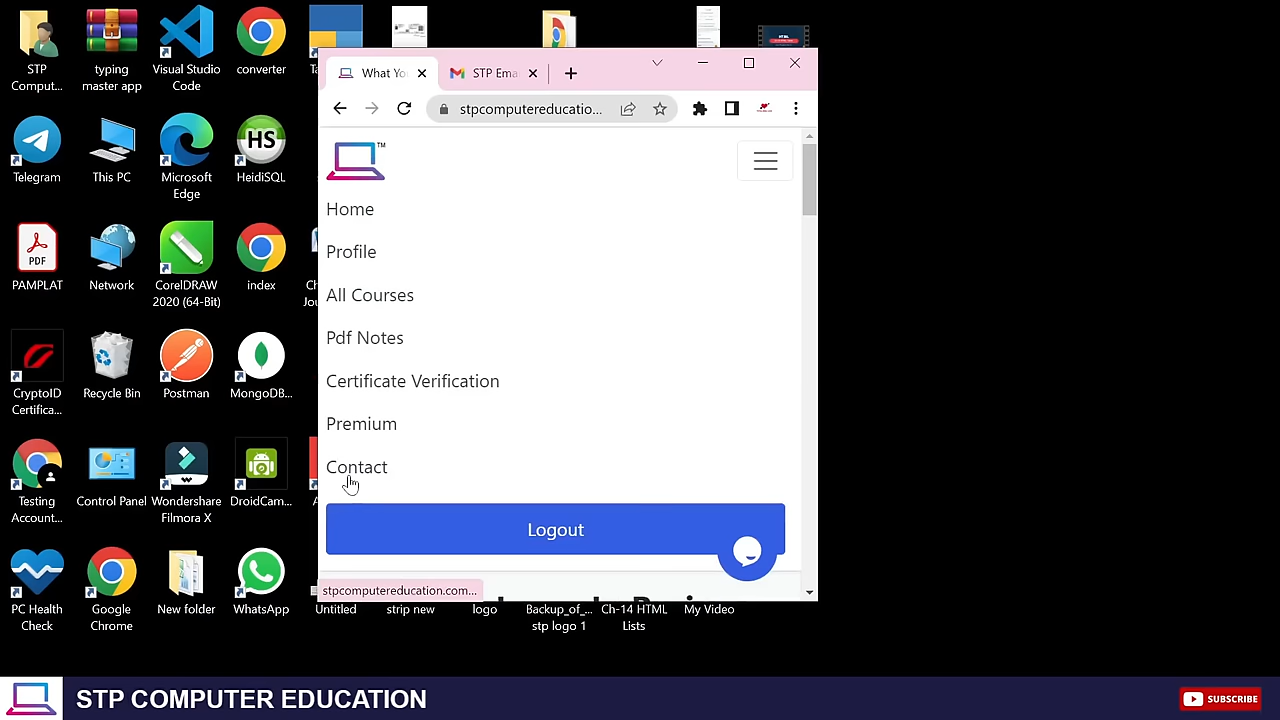 STP
Comput...
typing
master app
Visual Studio
Code
converter
What Yo
STP Ema
stpcomputereducatio...
TM
Home
Profile
All Courses
Pdf Notes
Certificate Verification
Premium
Contact
Logout
stpcomputereducation.com...
Telegram
This PC
Microsoft
Edge
HS
HeidiSQL
PDF
PAMPLAT
Network
CorelDRAW
2020 (64-Bit)
index
CryptoID
Certifica...
Recycle Bin
Postman
MongoDB...
Testing
Account...
Control Panel
Wondershare
Filmora X
DroidCam...
PC Health
Check
Google
Chrome
New folder
WhatsApp
Untitled
strip new
logo
Backup_of_...
stp logo 1
Ch-14 HTML
Lists
My Video
STP COMPUTER EDUCATION
SUBSCRIBE